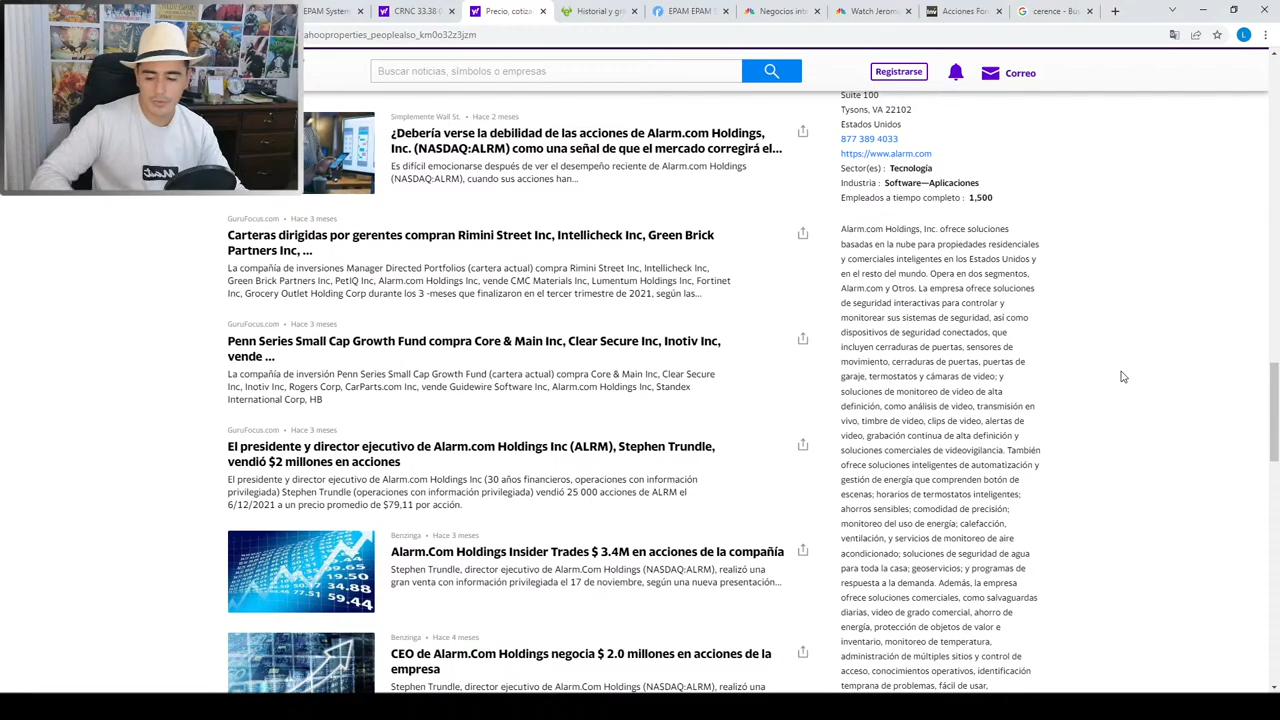 EPAM System
CRNC 33.38 (
Precio, cotiza
Historial y gr
EPAM EPAM S
Negocios inte
Watch Jerom
Acciones Foro
cerence - Bus
ahooproperties_peoplealso_km0o32z3zjm
L
Buscar noticias, símbolos o empresas
Registrarse
Correo
Simplemente Wall St. • Hace 2 meses
¿Debería verse la debilidad de las acciones de Alarm.com Holdings,
Inc. (NASDAQ:ALRM) como una señal de que el mercado corregirá el...
Es difícil emocionarse después de ver el desempeño reciente de Alarm.com Holdings
(NASDAQ:ALRM), cuando sus acciones han...
GuruFocus.com • Hace 3 meses
Carteras dirigidas por gerentes compran Rimini Street Inc, Intellicheck Inc, Green Brick
Partners Inc, ...
La compañía de inversiones Manager Directed Portfolios (cartera actual) compra Rimini Street Inc, Intellicheck Inc,
Green Brick Partners Inc, PetIQ Inc, Alarm.com Holdings Inc, vende CMC Materials Inc, Lumentum Holdings Inc, Fortinet
Inc, Grocery Outlet Holding Corp durante los 3 -meses que finalizaron en el tercer trimestre de 2021, según las...
GuruFocus.com • Hace 3 meses
Penn Series Small Cap Growth Fund compra Core & Main Inc, Clear Secure Inc, Inotiv Inc,
vende ...
La compañía de inversión Penn Series Small Cap Growth Fund (cartera actual) compra Core & Main Inc, Clear Secure
Inc, Inotiv Inc, Rogers Corp, CarParts.com Inc, vende Guidewire Software Inc, Alarm.com Holdings Inc, Standex
International Corp, HB
GuruFocus.com • Hace 3 meses
El presidente y director ejecutivo de Alarm.com Holdings Inc (ALRM), Stephen Trundle,
vendió $2 millones en acciones
El presidente y director ejecutivo de Alarm.com Holdings Inc (30 años financieros, operaciones con información
privilegiada) Stephen Trundle (operaciones con información privilegiada) vendió 25 000 acciones de ALRM el
6/12/2021 a un precio promedio de $79,11 por acción.
Benzinga • Hace 3 meses
Alarm.Com Holdings Insider Trades $ 3.4M en acciones de la compañía
Stephen Trundle, director ejecutivo de Alarm.Com Holdings (NASDAQ:ALRM), realizó una
gran venta con información privilegiada el 17 de noviembre, según una nueva presentación...
19.50
34.88
77.51 59.44
Benzinga • Hace 4 meses
CEO de Alarm.Com Holdings negocia $ 2.0 millones en acciones de la
empresa
Stephen Trundle, director ejecutivo de Alarm.Com Holdings (NASDAQ:ALRM), realizó una
Suite 100
Tysons, VA 22102
Estados Unidos
877 389 4033
https://www.alarm.com
Sector(es) : Tecnología
Industria : Software—Aplicaciones
Empleados a tiempo completo : 1,500
Alarm.com Holdings, Inc. ofrece soluciones
basadas en la nube para propiedades residenciales
y comerciales inteligentes en los Estados Unidos y
en el resto del mundo. Opera en dos segmentos,
Alarm.com y Otros. La empresa ofrece soluciones
de seguridad interactivas para controlar y
monitorear sus sistemas de seguridad, así como
dispositivos de seguridad conectados, que
incluyen cerraduras de puertas, sensores de
movimiento, cerraduras de puertas, puertas de
garaje, termostatos y cámaras de video; y
soluciones de monitoreo de video de alta
definición, como análisis de video, transmisión en
vivo, timbre de video, clips de video, alertas de
video, grabación continua de alta definición y
soluciones comerciales de videovigilancia. También
ofrece soluciones inteligentes de automatización y
gestión de energía que comprenden botón de
escenas; horarios de termostatos inteligentes;
ahorros sensibles; comodidad de precisión;
monitoreo del uso de energía; calefacción,
ventilación, y servicios de monitoreo de aire
acondicionado; soluciones de seguridad de agua
para toda la casa; geoservicios; y programas de
respuesta a la demanda. Además, la empresa
ofrece soluciones comerciales, como salvaguardas
diarias, video de grado comercial, ahorro de
energía, protección de objetos de valor e
inventario, monitoreo de temperatura,
administración de múltiples sitios y control de
acceso, conocimientos operativos, identificación
temprana de problemas, fácil de usar,